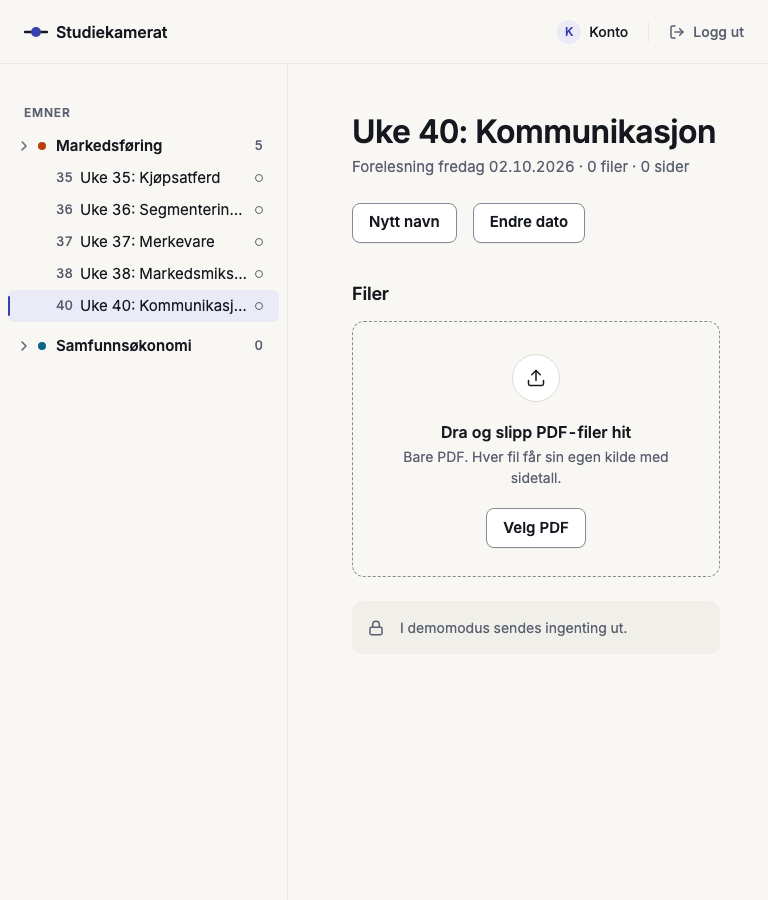 Studiekamerat
K Konto
Logg ut
EMNER
Markedsføring 5
35 Uke 35: Kjøpsatferd
36 Uke 36: Segmenterin...
37 Uke 37: Merkevare
38 Uke 38: Markedsmiks...
40 Uke 40: Kommunikasj...
Samfunnsøkonomi 0
Uke 40: Kommunikasjon
Forelesning fredag 02.10.2026 · 0 filer · 0 sider
Nytt navn
Endre dato
Filer
Dra og slipp PDF-filer hit
Bare PDF. Hver fil får sin egen kilde med
sidetall.
Velg PDF
I demomodus sendes ingenting ut.